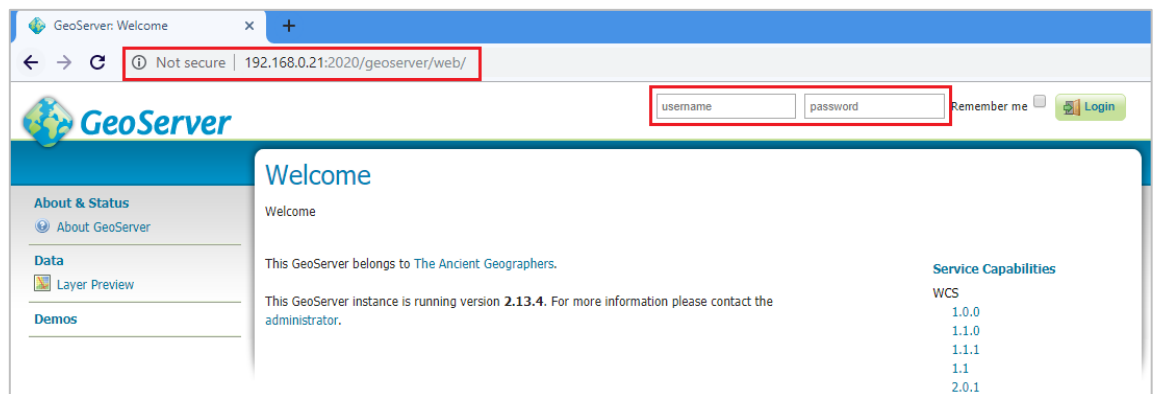 GeoServer: Welcome
Not secure | 192.168.0.21:2020/geoserver/web/
GeoServer
username password Remember me Login
Welcome
About & Status
Welcome
About GeoServer
Data
This GeoServer belongs to The Ancient Geographers.
Service Capabilities
Layer Preview
WCS
This GeoServer instance is running version 2.13.4. For more information please contact the
administrator.
1.0.0
Demos
1.1.0
1.1.1
1.1
2.0.1